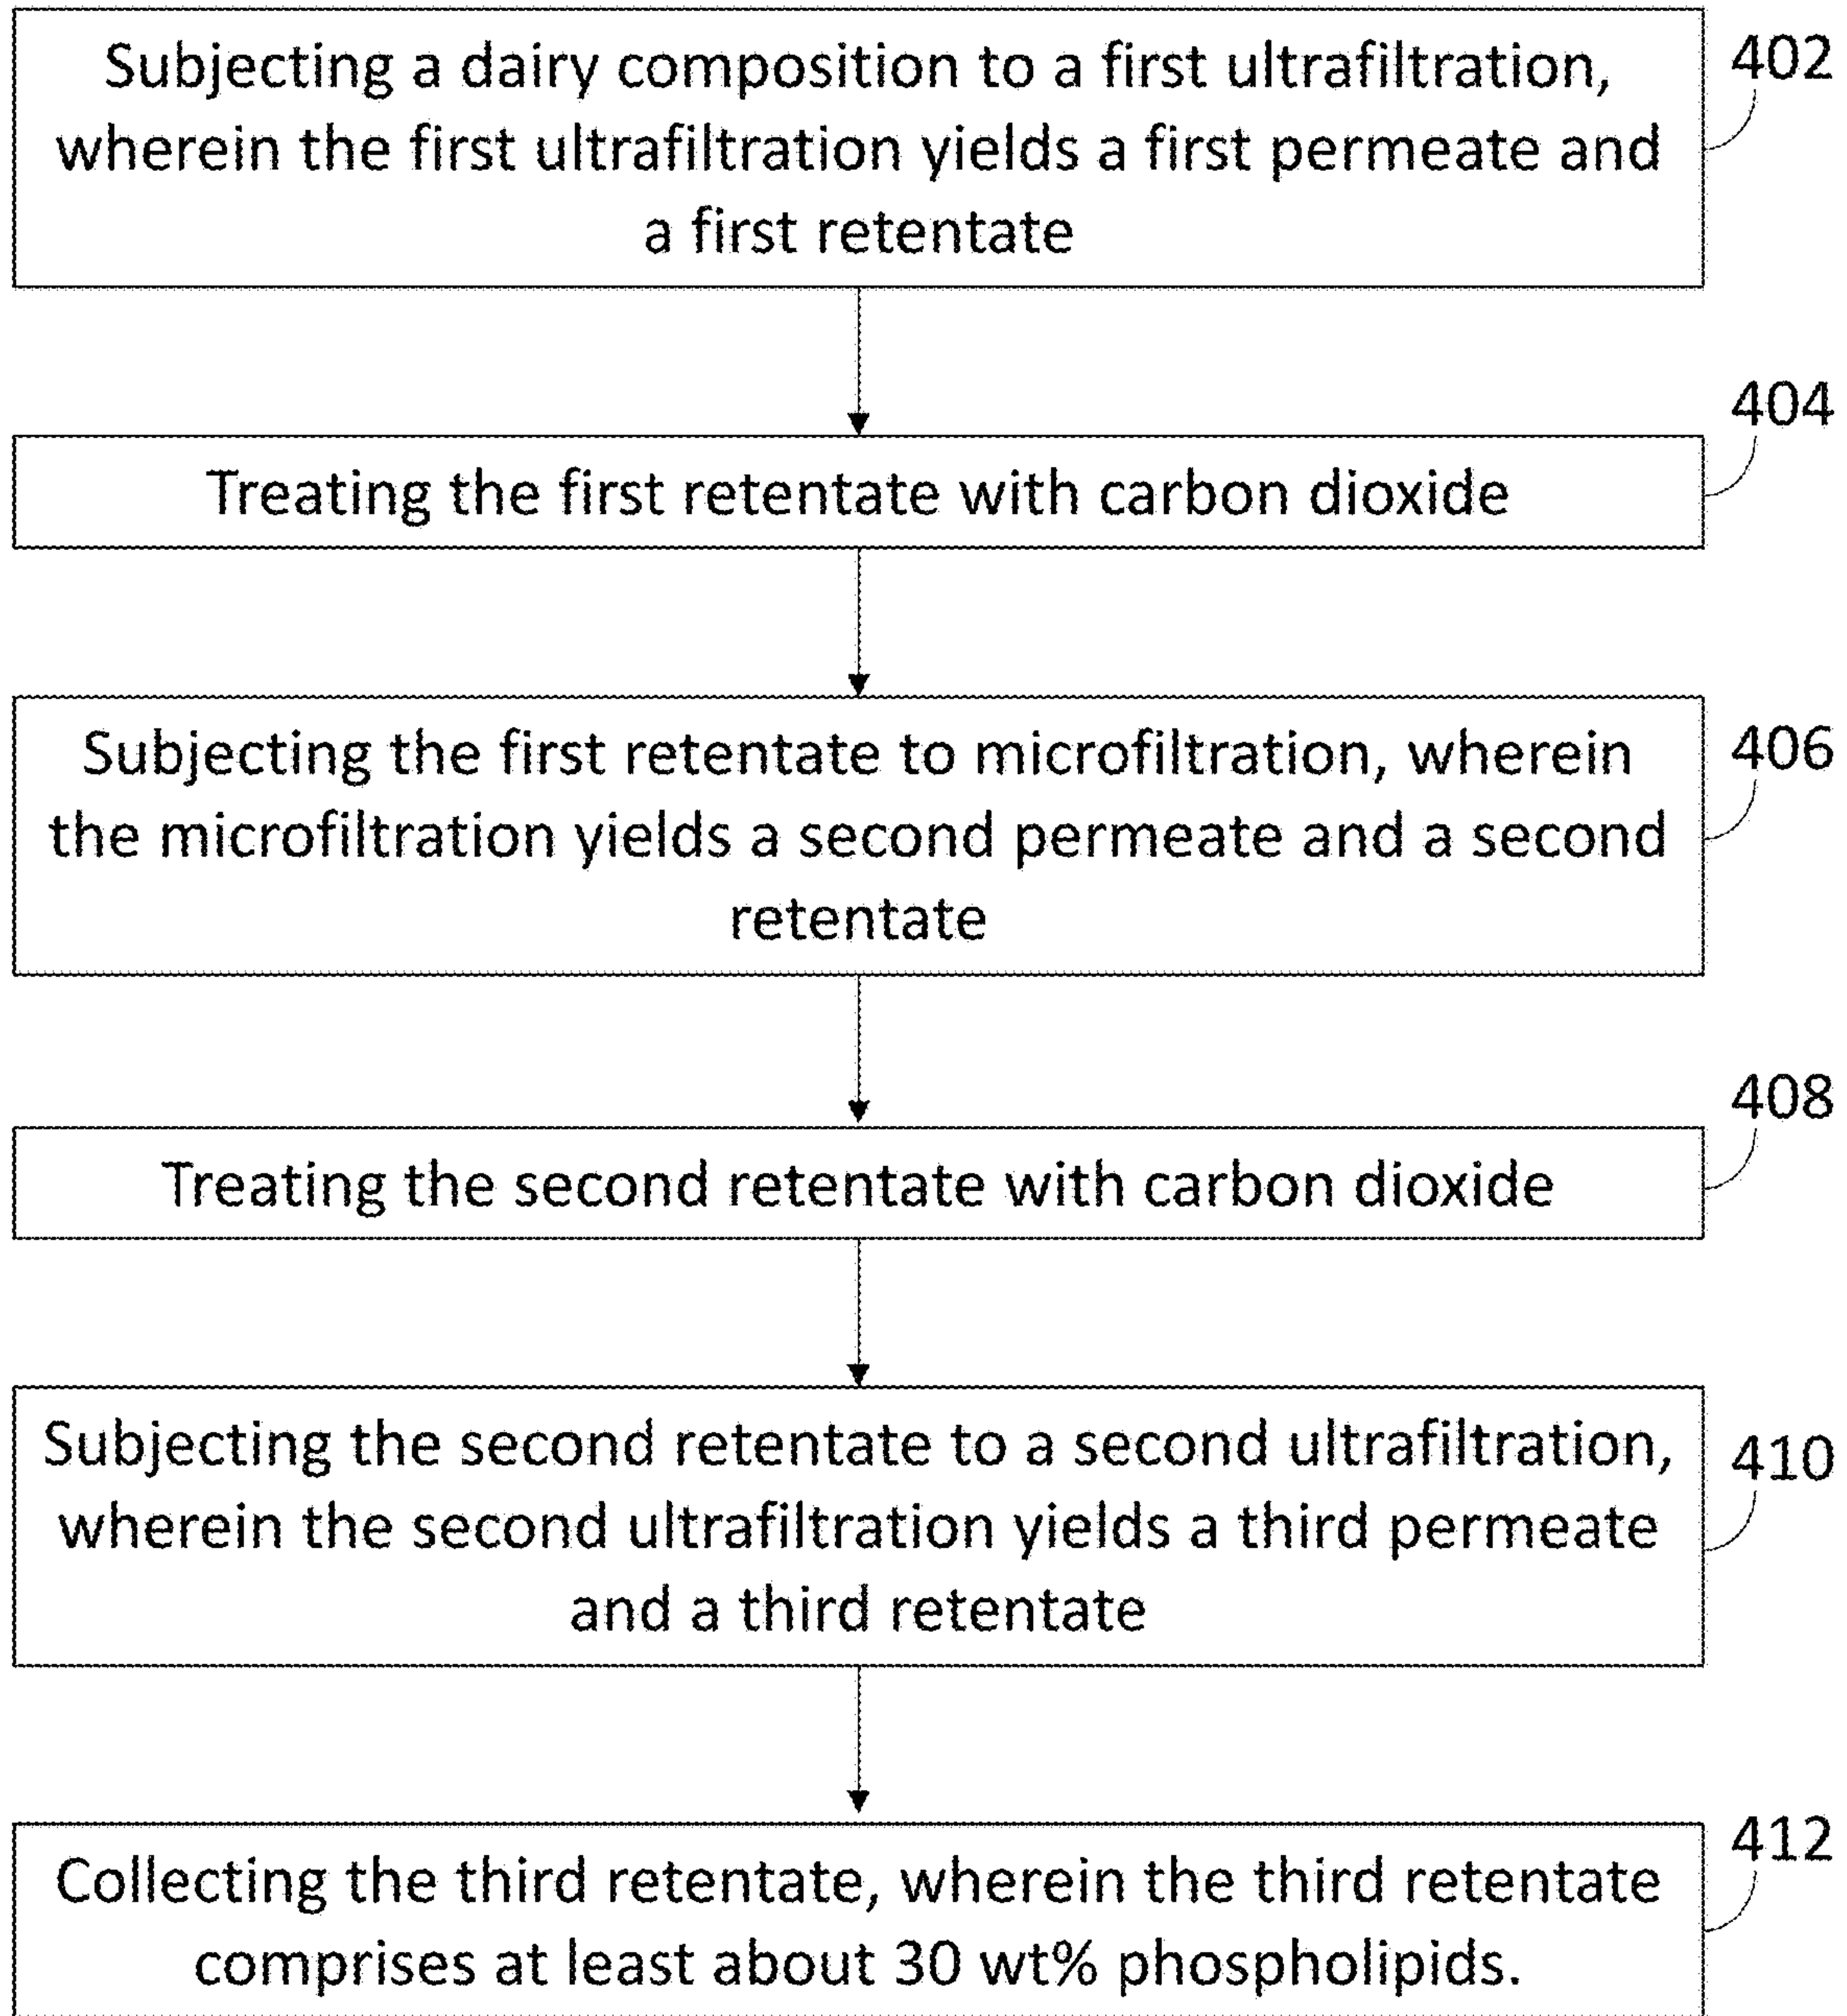 Subjecting a dairy composition to a first ultrafiltration,
wherein the first ultrafiltration yields a first permeate and
a first retentate
402
Treating the first retentate with carbon dioxide
404
Subjecting the first retentate to microfiltration, wherein
the microfiltration yields a second permeate and a second
retentate
406
Treating the second retentate with carbon dioxide
408
Subjecting the second retentate to a second ultrafiltration,
wherein the second ultrafiltration yields a third permeate
and a third retentate
410
Collecting the third retentate, wherein the third retentate
comprises at least about 30 wt% phospholipids.
412